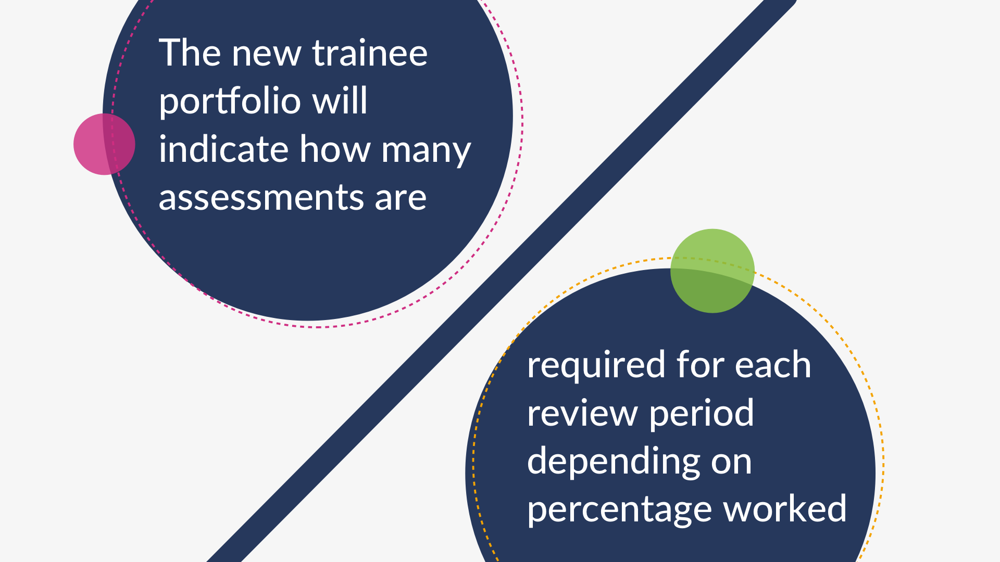 The new trainee
portfolio will
indicate how many
assessments are
required for each
review period
depending on
percentage worked